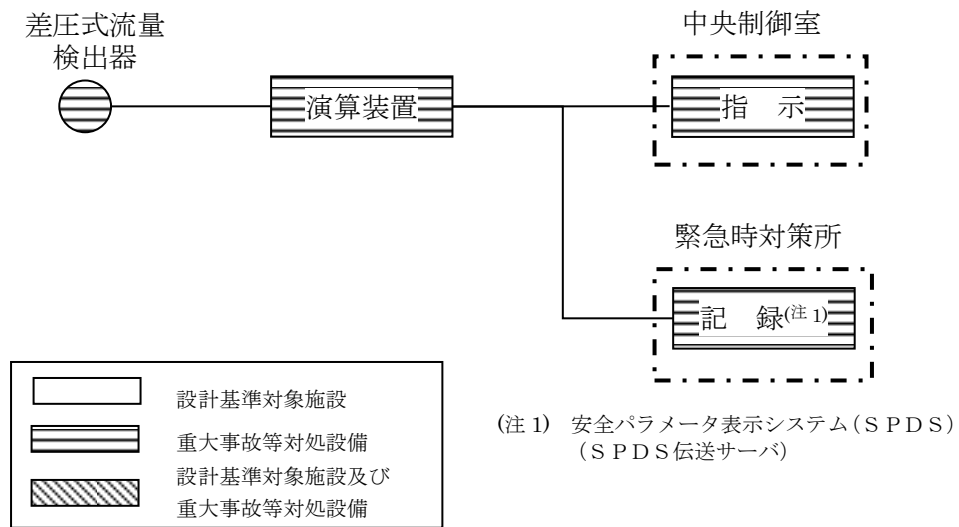 差圧式流量
検出器
演算装置
中央制御室
指　示
緊急時対策所
記　録(注 1)
設計基準対象施設
重大事故等対処設備
設計基準対象施設及び
重大事故等対処設備
(注 1)　安全パラメータ表示システム(ＳＰＤＳ)
(ＳＰＤＳ伝送サーバ)